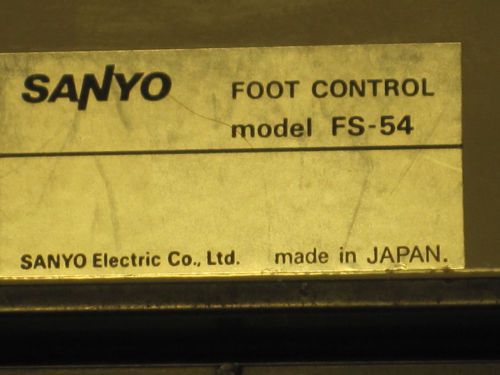 SANYO
FOOT CONTROL
model FS-54
SANYO Electric Co., Ltd. made in JAPAN.